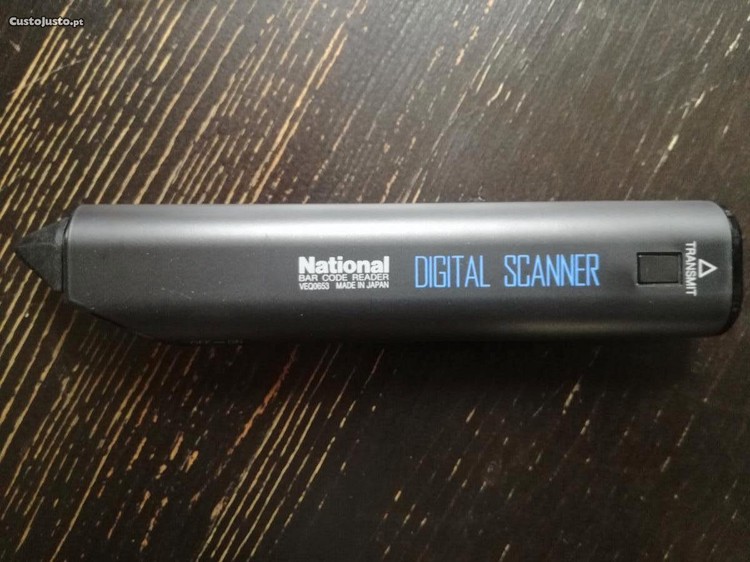 CustoJusto.pt
National
BAR CODE READER
VEQ0653 MADE IN JAPAN
DIGITAL SCANNER
TRANSMIT